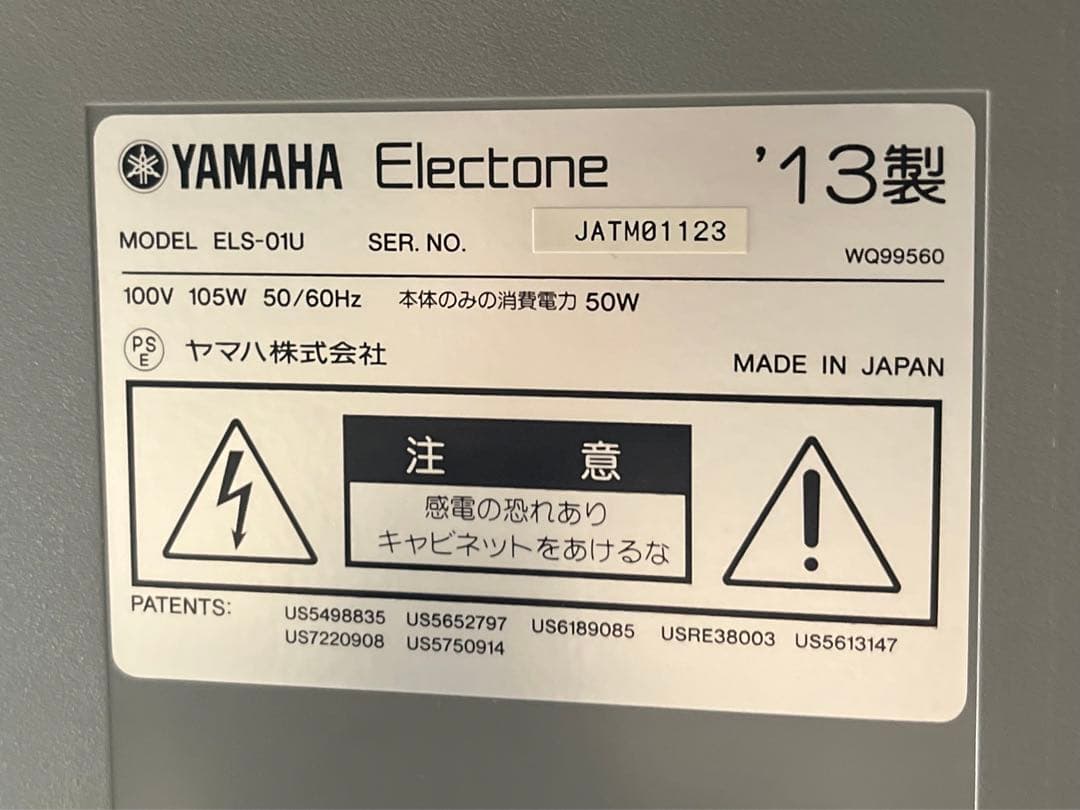 YAMAHA Electone '13製
MODEL ELS-01U SER. NO. JATM01123
WQ99560
100V 105W 50/60Hz 本体のみの消費電力 50W
PSE ヤマハ株式会社
MADE IN JAPAN
注 意
感電の恐れあり
キャビネットをあけるな
PATENTS: US5498835 US5652797 US6189085 USRE38003 US5613147
US7220908 US5750914